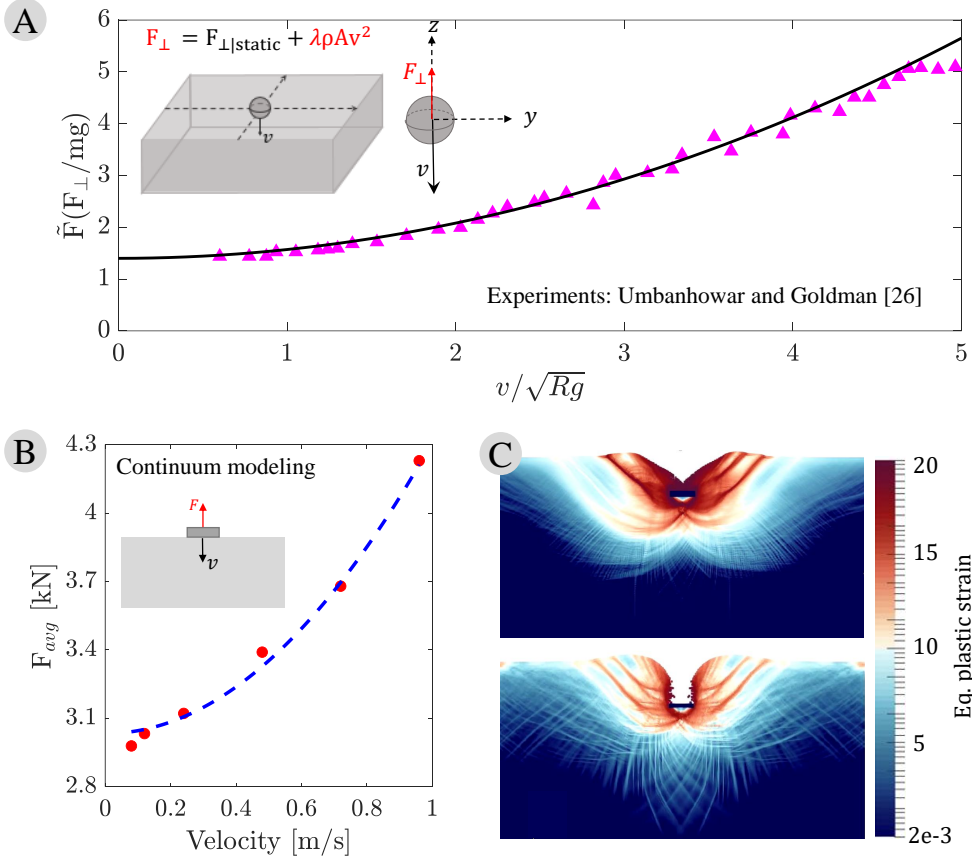 A
F⊥ = F⊥|static + λρAv²
z
F⊥
y
v
v
F̃(F⊥/mg)
6
5
4
3
2
1
0
Experiments: Umbanhowar and Goldman [26]
0 1 2 3 4 5
v/√Rg
B
Continuum modeling
F
v
F_avg [kN]
4.3
4
3.7
3.4
3.1
2.8
0 0.2 0.4 0.6 0.8 1
Velocity [m/s]
C
20
15
10
5
2e-3
Eq. plastic strain